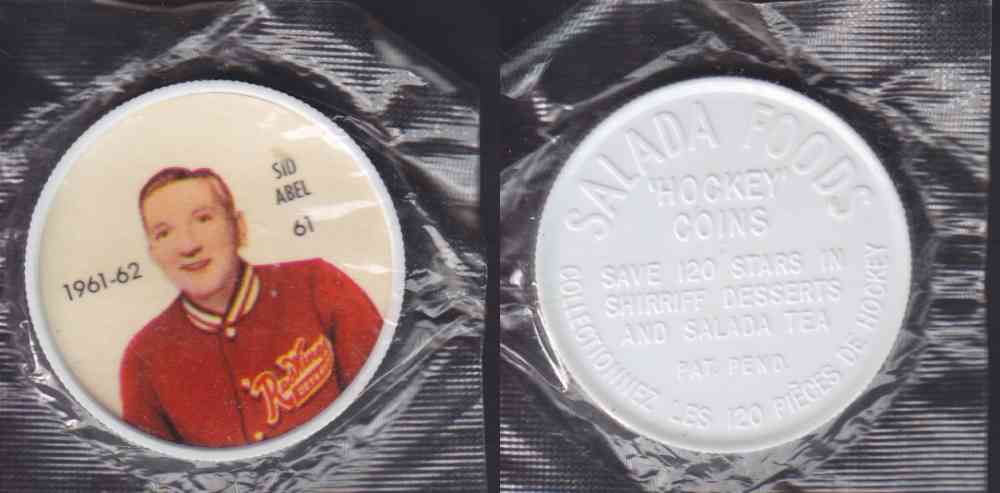 SID
ABEL
61
1961-62
Red Wings
DETROIT
SALADA FOODS
'HOCKEY'
COINS
SAVE 120 STARS IN
SHIRRIFF DESSERTS
AND SALADA TEA
PAT. PEND.
COLLECTIONNEZ LES 120 PIÈCES DE HOCKEY